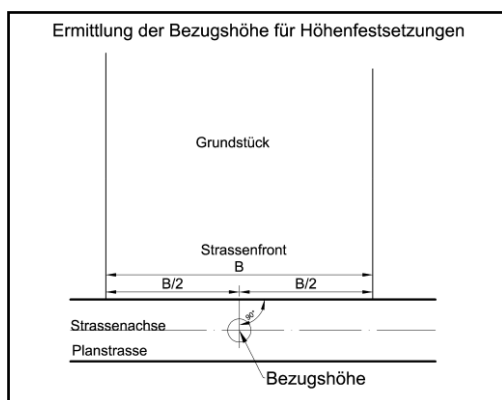 Ermittlung der Bezugshöhe für Höhenfestsetzungen
Grundstück
Strassenfront
B
B/2 B/2
90°
Strassenachse
Planstrasse
Bezugshöhe